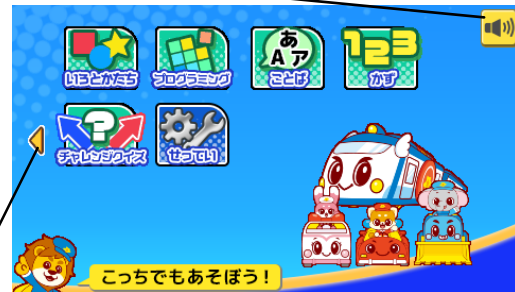 いろとかたち
プログラミング
あ
Aア
ことば
123
かず
?
チャレンジクイズ
せってい
こっちでもあそぼう!